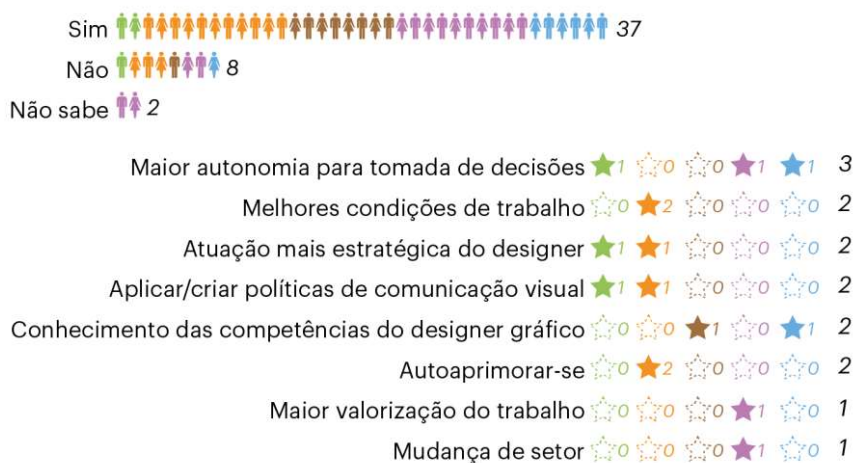 Sim 37
Não 8
Não sabe 2
Maior autonomia para tomada de decisões 1 0 0 1 1 3
Melhores condições de trabalho 0 2 0 0 0 2
Atuação mais estratégica do designer 1 1 0 0 0 2
Aplicar/criar políticas de comunicação visual 1 1 0 0 0 2
Conhecimento das competências do designer gráfico 0 0 1 0 1 2
Autoaprimorar-se 0 2 0 0 0 2
Maior valorização do trabalho 0 0 0 1 0 1
Mudança de setor 0 0 0 1 0 1